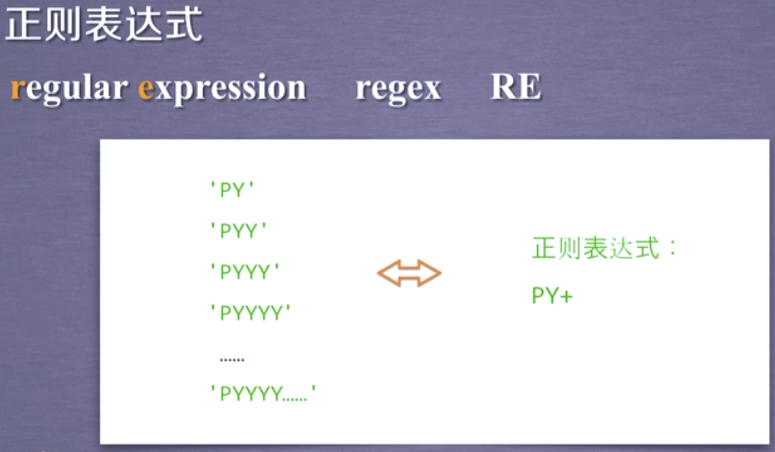 正则表达式
regular expression regex RE
'PY'
'PYY'
'PYYY'
'PYYYY'
……
'PYYYY……'
正则表达式：
PY+